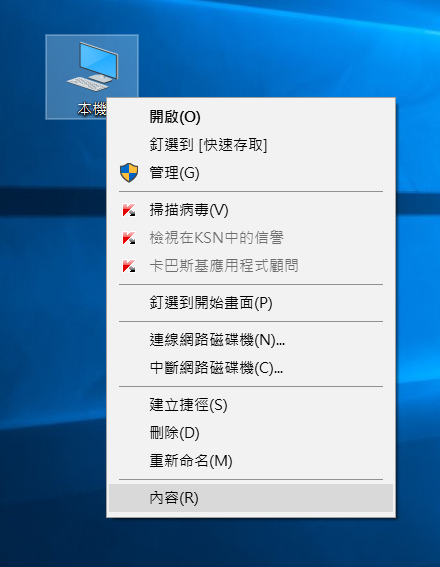 本機
開啟(O)
釘選到 [快速存取]
管理(G)
掃描病毒(V)
檢視在KSN中的信譽
卡巴斯基應用程式顧問
釘選到開始畫面(P)
連線網路磁碟機(N)...
中斷網路磁碟機(C)...
建立捷徑(S)
刪除(D)
重新命名(M)
內容(R)